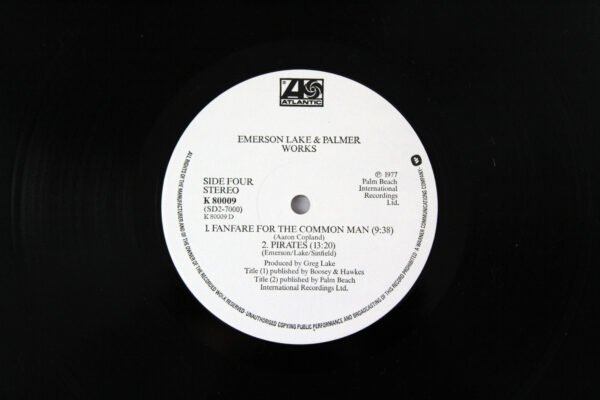 ATLANTIC
EMERSON LAKE & PALMER
WORKS
SIDE FOUR
STEREO
K 80009
(SD2-7000)
K 80009 D
℗ 1977
Palm Beach
International
Recordings
Ltd.
1. FANFARE FOR THE COMMON MAN (9:38)
(Aaron Copland)
2. PIRATES (13:20)
(Emerson/Lake/Sinfield)
Produced by Greg Lake
Title (1) published by Boosey & Hawkes
Title (2) published by Palm Beach
International Recordings Ltd.
ALL RIGHTS OF THE MANUFACTURER AND OF THE OWNER OF THE RECORDED WORK RESERVED. UNAUTHORISED COPYING PUBLIC PERFORMANCE AND BROADCASTING OF THIS RECORD PROHIBITED. A WARNER COMMUNICATIONS COMPANY.